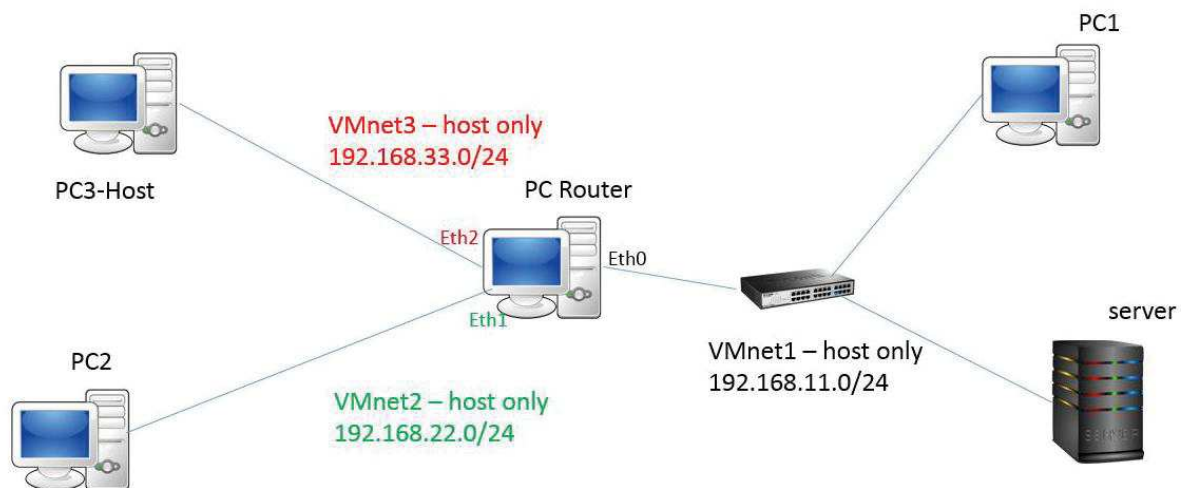 PC1
VMnet3 – host only
192.168.33.0/24
PC3-Host
PC Router
Eth2
Eth0
Eth1
server
PC2
VMnet1 – host only
192.168.11.0/24
VMnet2 – host only
192.168.22.0/24
SERVER